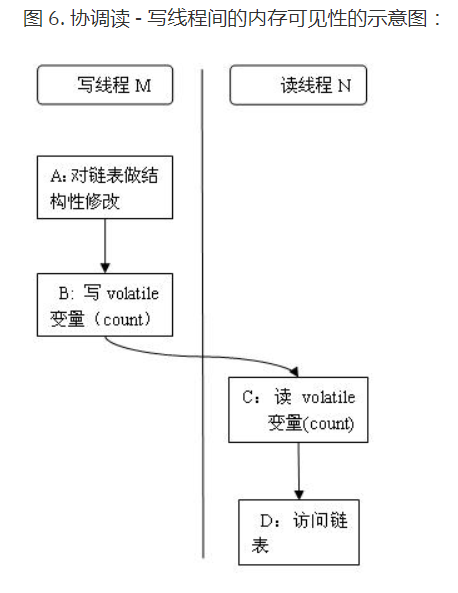 图 6. 协调读 - 写线程间的内存可见性的示意图：
写线程 M
读线程 N
A：对链表做结
构性修改
B: 写 volatile
变量（count）
C： 读 volatile
变量(count)
D：访问链
表